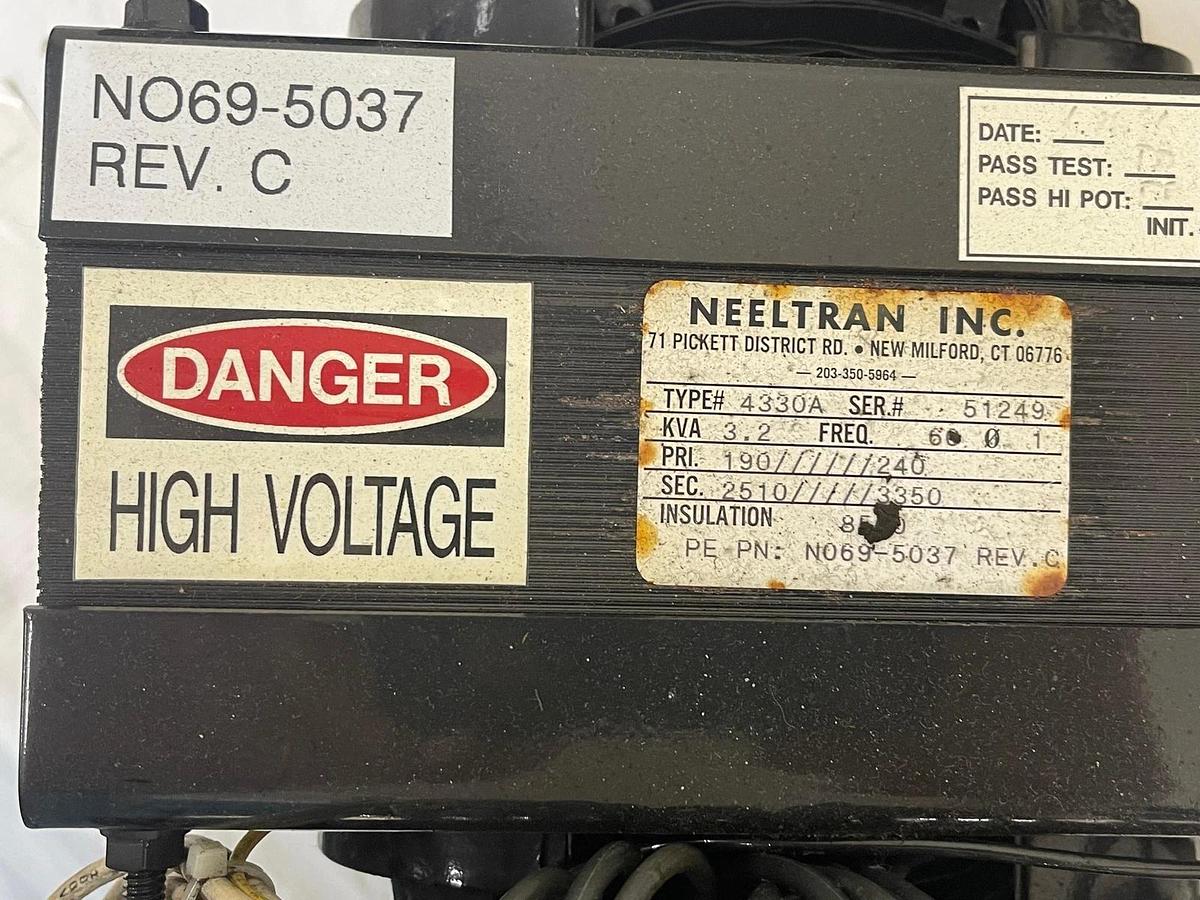 NO69-5037
REV. C
DATE:
PASS TEST:
PASS HI POT:
INIT.
DANGER
HIGH VOLTAGE
NEELTRAN INC.
71 PICKETT DISTRICT RD. • NEW MILFORD, CT 06776
— 203-350-5964 —
TYPE# 4330A SER.# 51249
KVA 3.2 FREQ. Ø 1
PRI. 190//////240
SEC. 2510/////3350
INSULATION
PE PN: NO69-5037 REV.C